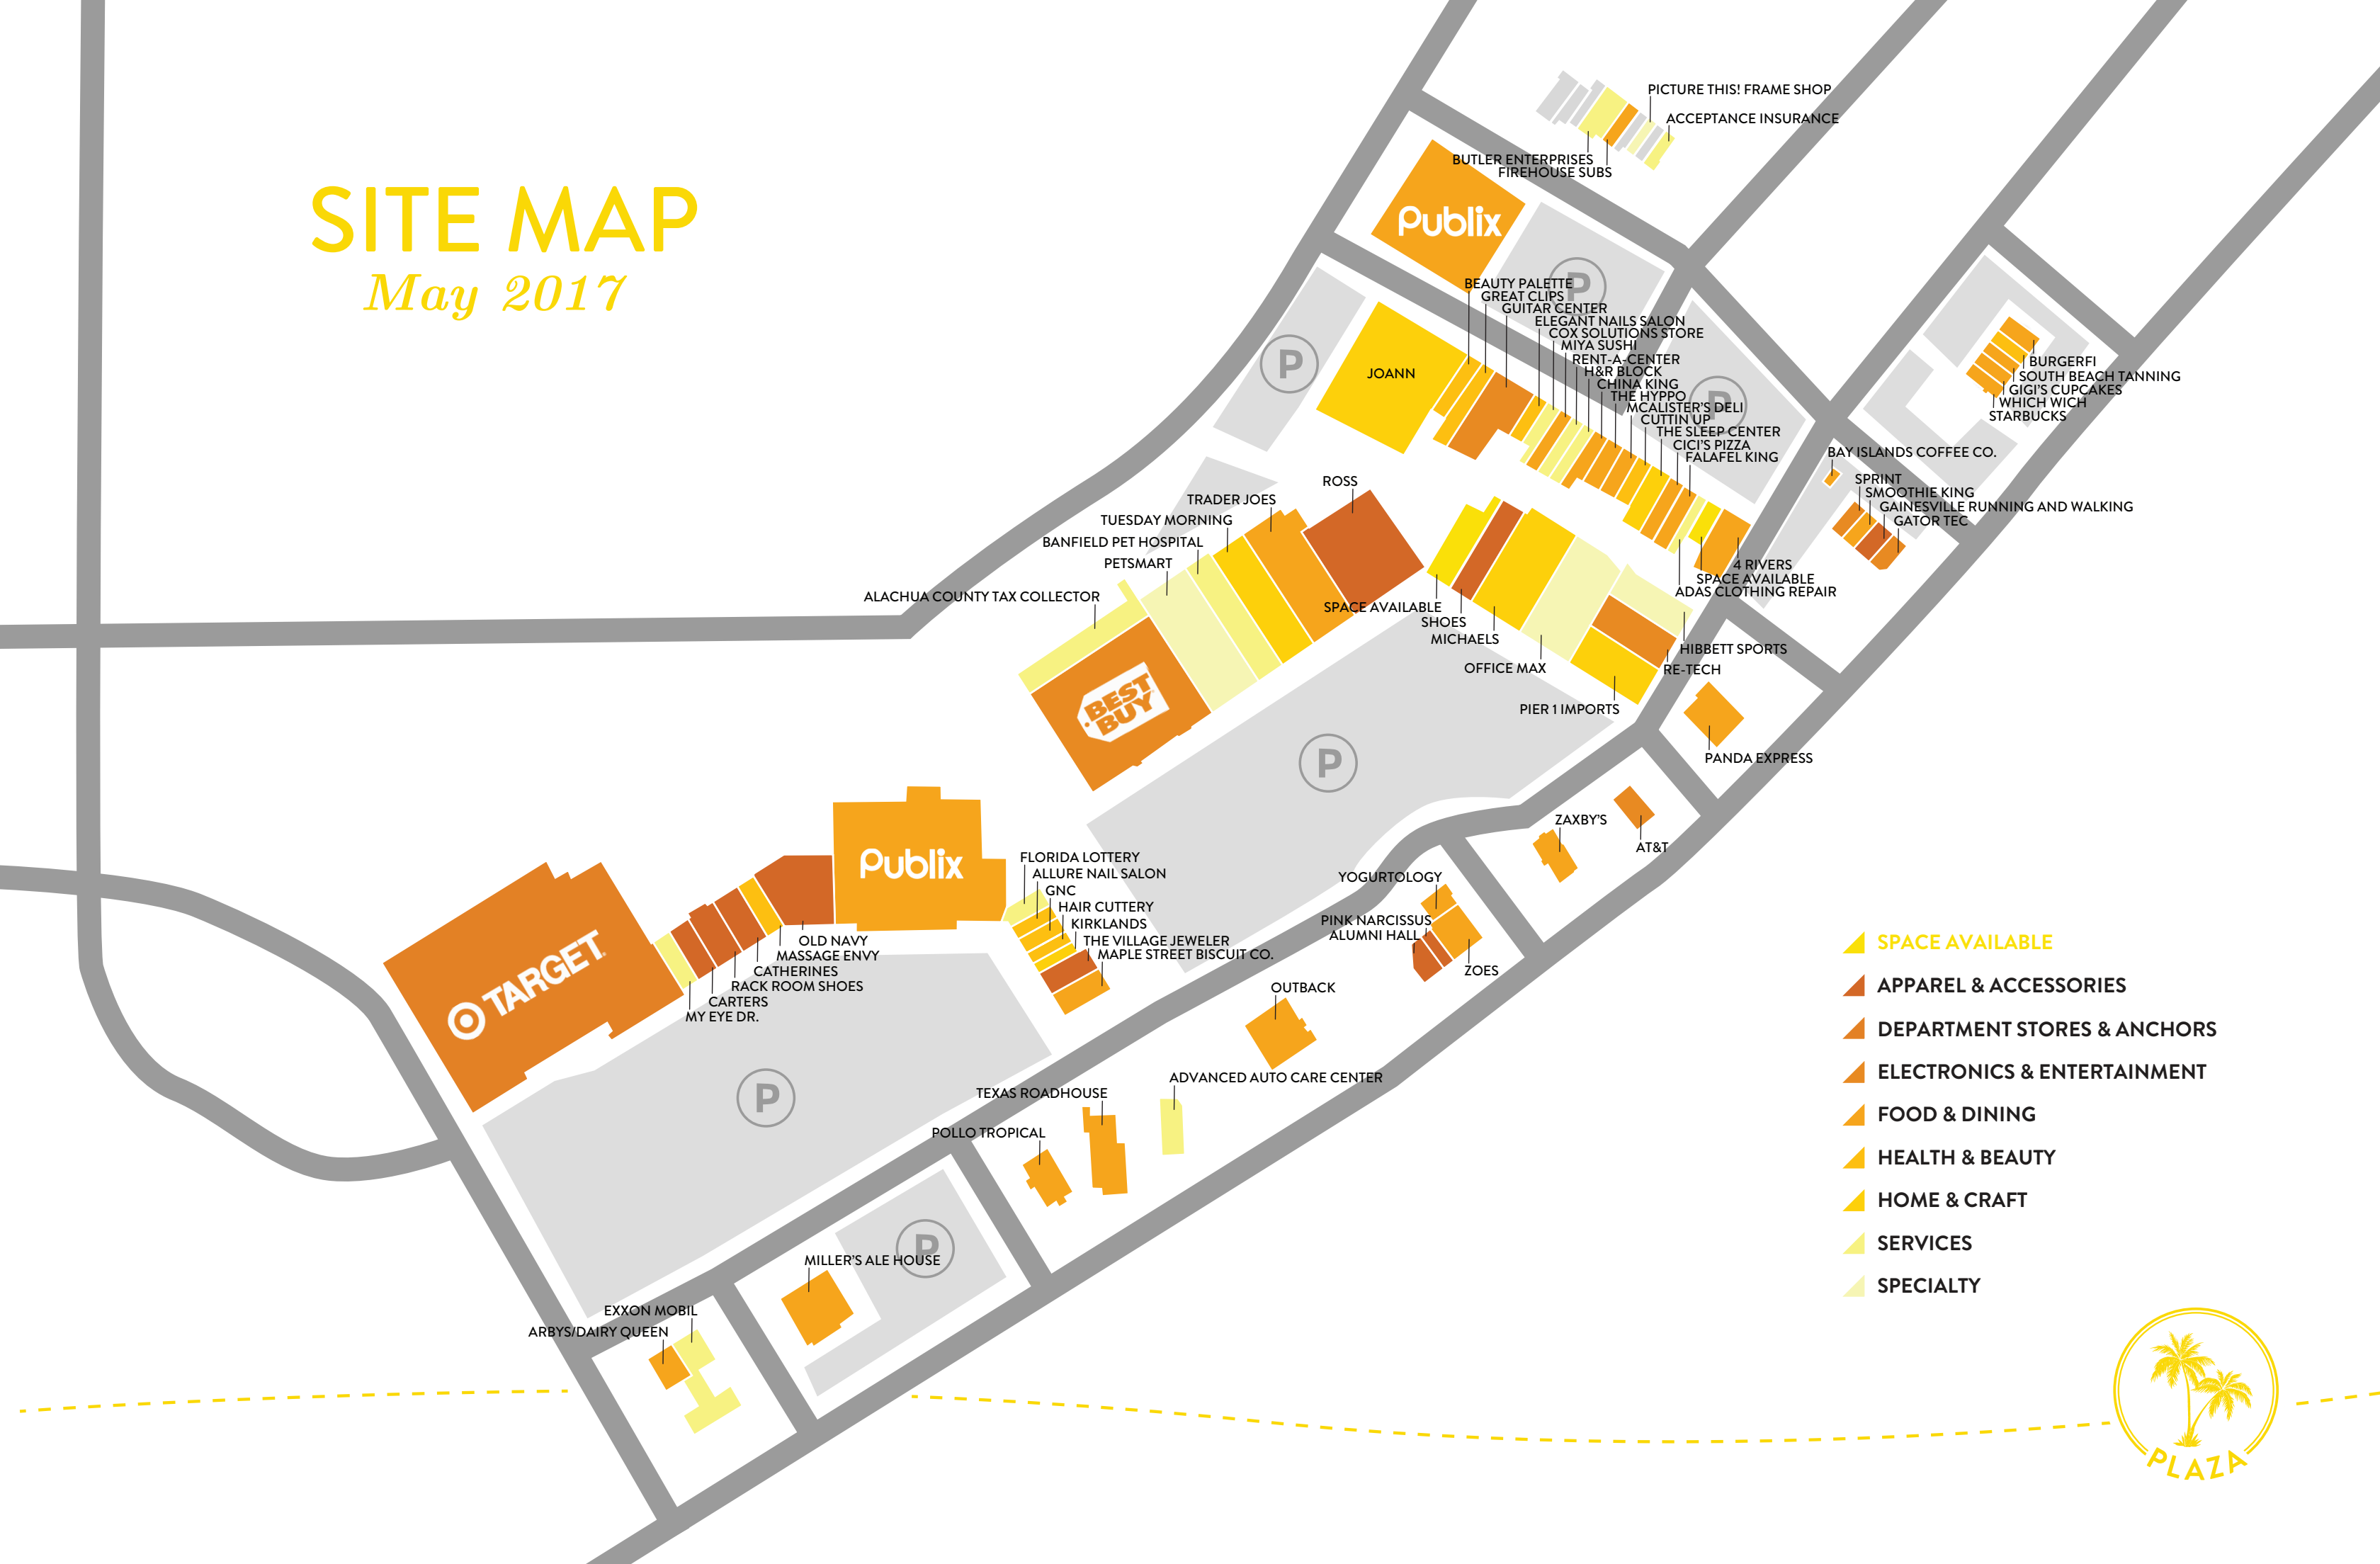 SITE MAP
May 2017
PICTURE THIS! FRAME SHOP
ACCEPTANCE INSURANCE
BUTLER ENTERPRISES
FIREHOUSE SUBS
Publix
P
BEAUTY PALETTE
GREAT CLIPS
GUITAR CENTER
ELEGANT NAILS SALON
COX SOLUTIONS STORE
MIYA SUSHI
RENT-A-CENTER
H&R BLOCK
CHINA KING
THE HYPPO
MCALISTER'S DELI
CUTTIN UP
THE SLEEP CENTER
CICI'S PIZZA
FALAFEL KING
P
P
JOANN
BURGERFI
SOUTH BEACH TANNING
GIGI'S CUPCAKES
WHICH WICH
STARBUCKS
BAY ISLANDS COFFEE CO.
SPRINT
SMOOTHIE KING
GAINESVILLE RUNNING AND WALKING
GATOR TEC
ROSS
TRADER JOES
TUESDAY MORNING
BANFIELD PET HOSPITAL
PETSMART
ALACHUA COUNTY TAX COLLECTOR
4 RIVERS
SPACE AVAILABLE
ADAS CLOTHING REPAIR
SPACE AVAILABLE
SHOES
MICHAELS
OFFICE MAX
HIBBETT SPORTS
RE-TECH
PIER 1 IMPORTS
BEST BUY
P
PANDA EXPRESS
ZAXBY'S
AT&T
Publix
FLORIDA LOTTERY
ALLURE NAIL SALON
GNC
HAIR CUTTERY
KIRKLANDS
THE VILLAGE JEWELER
MAPLE STREET BISCUIT CO.
YOGURTOLOGY
PINK NARCISSUS
ALUMNI HALL
ZOES
TARGET
OLD NAVY
MASSAGE ENVY
CATHERINES
RACK ROOM SHOES
CARTERS
MY EYE DR.
OUTBACK
P
ADVANCED AUTO CARE CENTER
TEXAS ROADHOUSE
POLLO TROPICAL
P
MILLER'S ALE HOUSE
EXXON MOBIL
ARBYS/DAIRY QUEEN
SPACE AVAILABLE
APPAREL & ACCESSORIES
DEPARTMENT STORES & ANCHORS
ELECTRONICS & ENTERTAINMENT
FOOD & DINING
HEALTH & BEAUTY
HOME & CRAFT
SERVICES
SPECIALTY
PLAZA